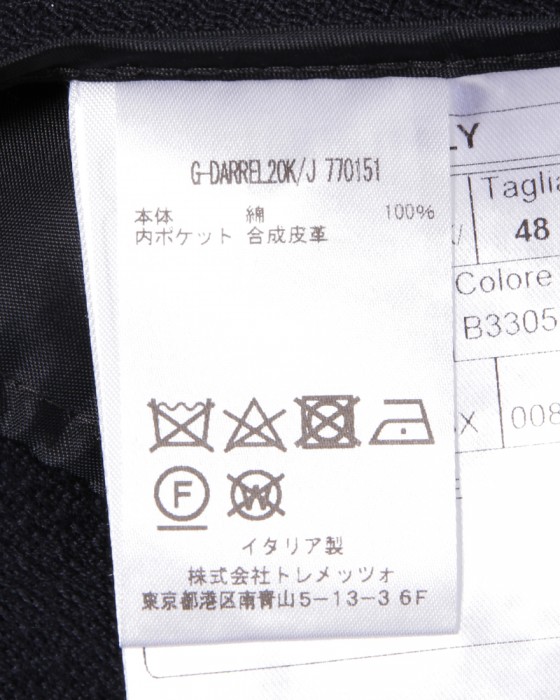 G-DARREL20K/J 770151
本体 綿 100%
内ポケット 合成皮革
F
W
イタリア製
株式会社トレメッツォ
東京都港区南青山5-13-3 6F
LY
Taglia
48
Colore
B3305
X 008